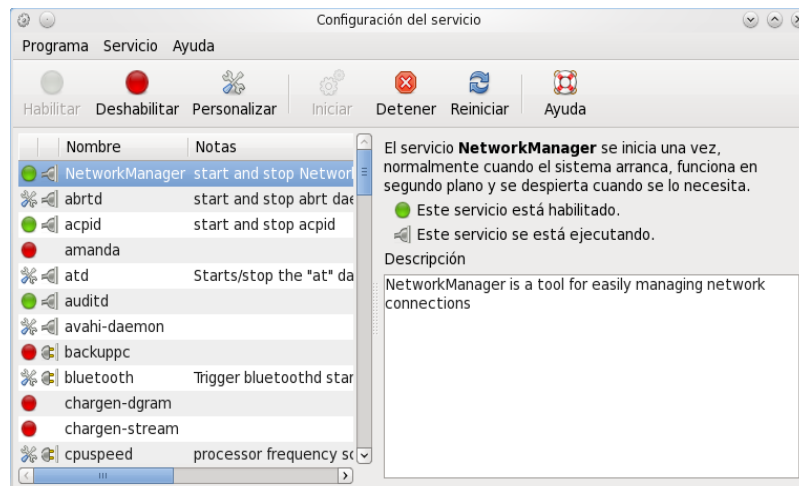 Configuración del servicio
Programa Servicio Ayuda
Habilitar Deshabilitar Personalizar Iniciar Detener Reiniciar Ayuda
Nombre Notas
NetworkManager start and stop Network
abrtd start and stop abrt dae
acpid start and stop acpid
amanda
atd Starts/stop the "at" da
auditd
avahi-daemon
backuppc
bluetooth Trigger bluetoothd star
chargen-dgram
chargen-stream
cpuspeed processor frequency sc
El servicio NetworkManager se inicia una vez,
normalmente cuando el sistema arranca, funciona en
segundo plano y se despierta cuando se lo necesita.
Este servicio está habilitado.
Este servicio se está ejecutando.
Descripción
NetworkManager is a tool for easily managing network
connections